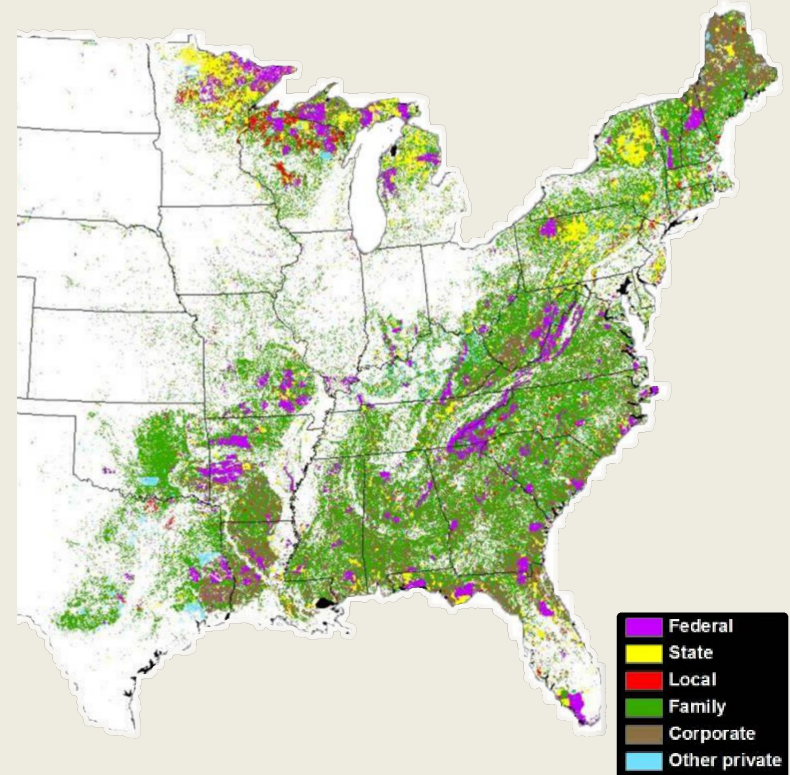 Federal
State
Local
Family
Corporate
Other private